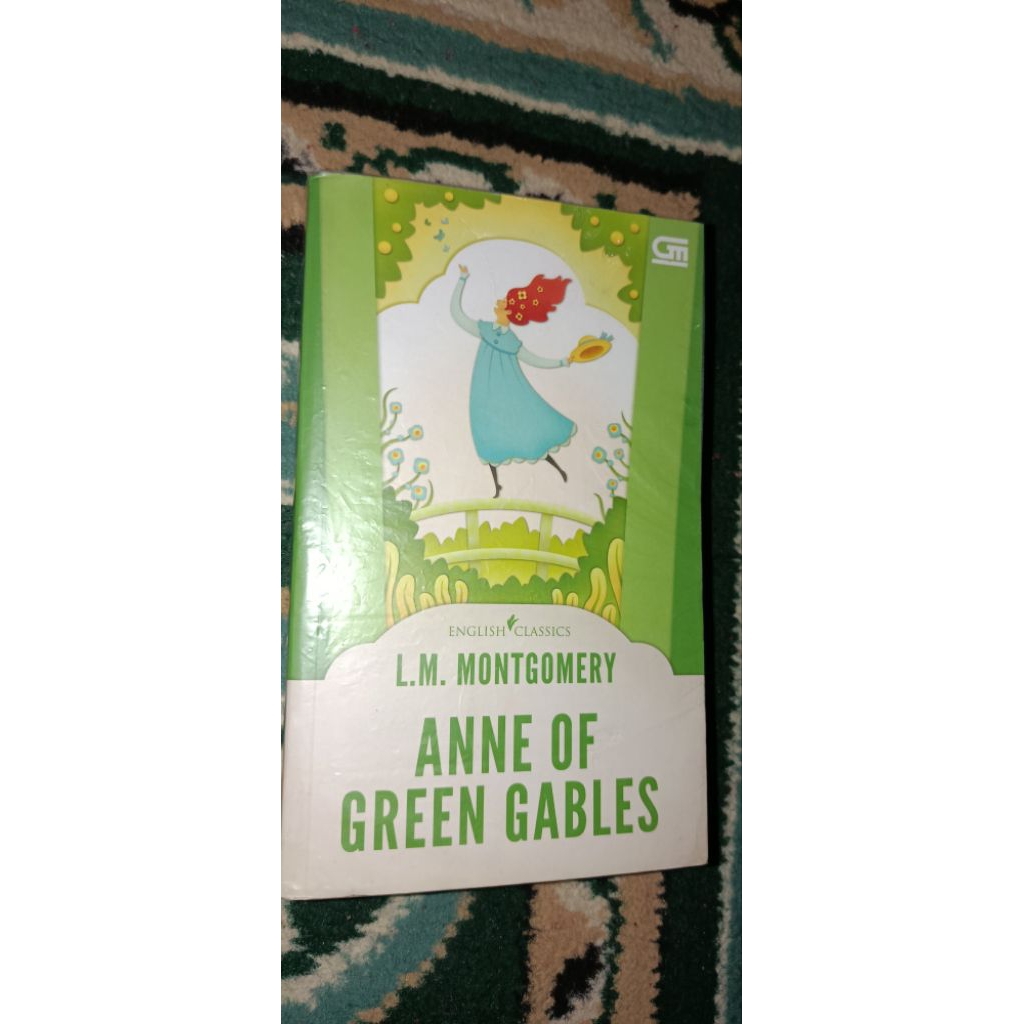 GM
ENGLISH CLASSICS
L.M. MONTGOMERY
ANNE OF
GREEN GABLES